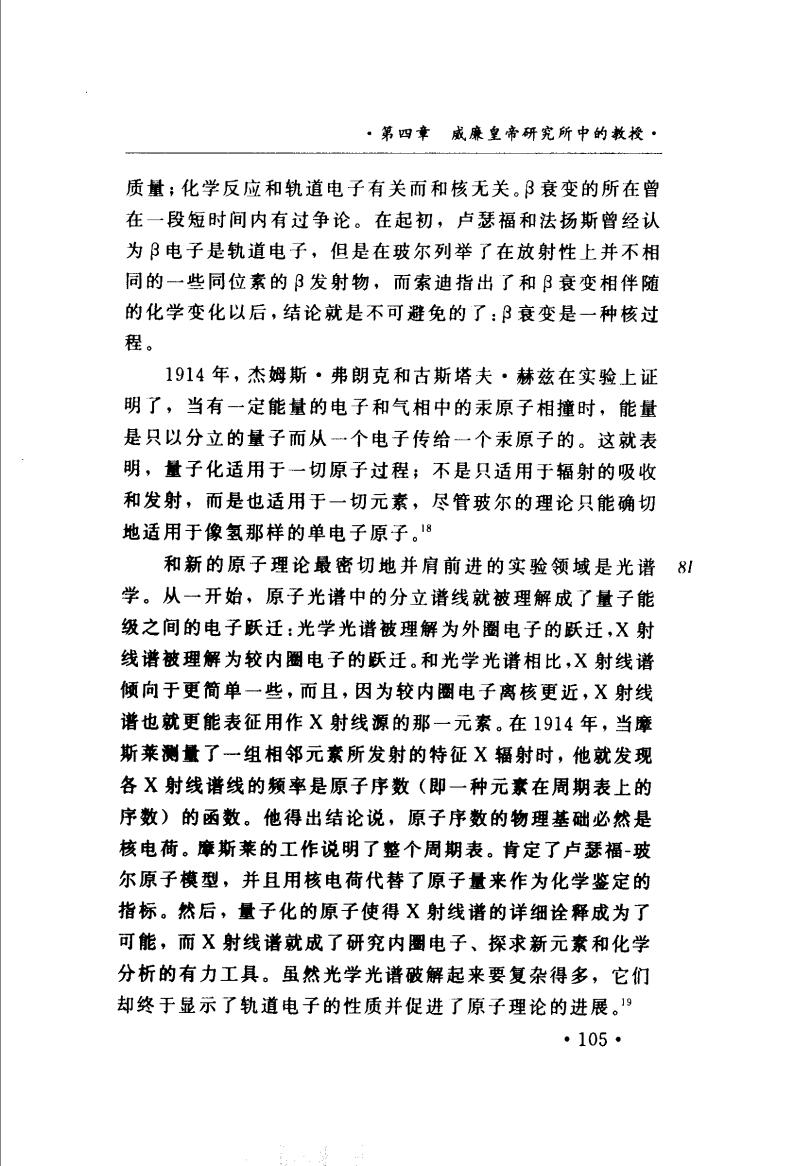 ·第四章 威廉皇帝研究所中的教授·
质量；化学反应和轨道电子有关而和核无关。β衰变的所在曾
在一段短时间内有过争论。在起初，卢瑟福和法扬斯曾经认
为β电子是轨道电子，但是在玻尔列举了在放射性上并不相
同的一些同位素的β发射物，而索迪指出了和β衰变相伴随
的化学变化以后，结论就是不可避免的了：β衰变是一种核过
程。
1914年，杰姆斯·弗朗克和古斯塔夫·赫兹在实验上证
明了，当有一定能量的电子和气相中的汞原子相撞时，能量
是只以分立的量子而从一个电子传给一个汞原子的。这就表
明，量子化适用于一切原子过程；不是只适用于辐射的吸收
和发射，而是也适用于一切元素，尽管玻尔的理论只能确切
地适用于像氢那样的单电子原子。¹⁸
和新的原子理论最密切地并肩前进的实验领域是光谱 81
学。从一开始，原子光谱中的分立谱线就被理解成了量子能
级之间的电子跃迁：光学光谱被理解为外圈电子的跃迁，X射
线谱被理解为较内圈电子的跃迁。和光学光谱相比，X射线谱
倾向于更简单一些，而且，因为较内圈电子离核更近，X射线
谱也就更能表征用作X射线源的那一元素。在1914年，当摩
斯莱测量了一组相邻元素所发射的特征X辐射时，他就发现
各X射线谱线的频率是原子序数（即一种元素在周期表上的
序数）的函数。他得出结论说，原子序数的物理基础必然是
核电荷。摩斯莱的工作说明了整个周期表。肯定了卢瑟福-玻
尔原子模型，并且用核电荷代替了原子量来作为化学鉴定的
指标。然后，量子化的原子使得X射线谱的详细诠释成为了
可能，而X射线谱就成了研究内圈电子、探求新元素和化学
分析的有力工具。虽然光学光谱破解起来要复杂得多，它们
却终于显示了轨道电子的性质并促进了原子理论的进展。¹⁹
·105·